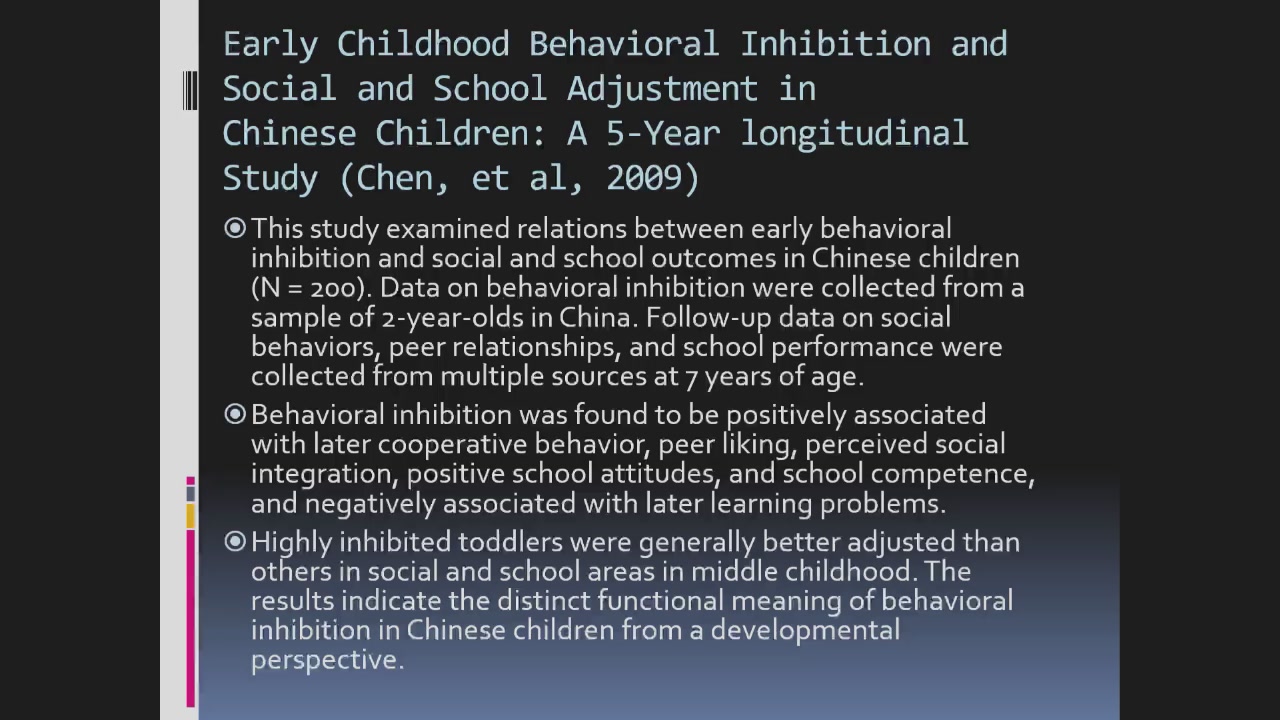 Early Childhood Behavioral Inhibition and
Social and School Adjustment in
Chinese Children: A 5-Year longitudinal
Study (Chen, et al, 2009)
This study examined relations between early behavioral
inhibition and social and school outcomes in Chinese children
(N = 200). Data on behavioral inhibition were collected from a
sample of 2-year-olds in China. Follow-up data on social
behaviors, peer relationships, and school performance were
collected from multiple sources at 7 years of age.
Behavioral inhibition was found to be positively associated
with later cooperative behavior, peer liking, perceived social
integration, positive school attitudes, and school competence,
and negatively associated with later learning problems.
Highly inhibited toddlers were generally better adjusted than
others in social and school areas in middle childhood. The
results indicate the distinct functional meaning of behavioral
inhibition in Chinese children from a developmental
perspective.